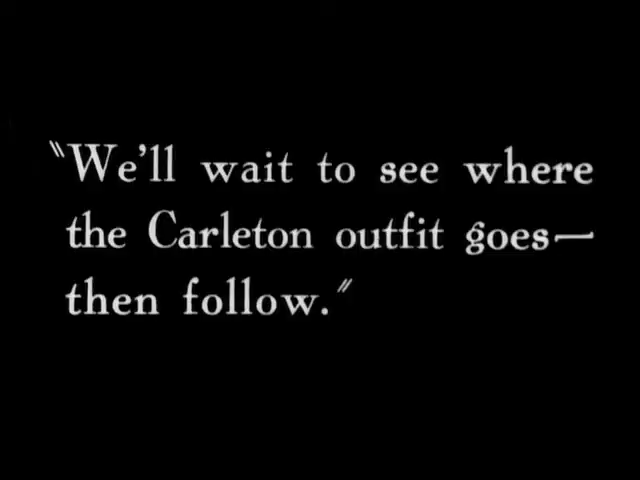 "We'll wait to see where
the Carleton outfit goes—
then follow."